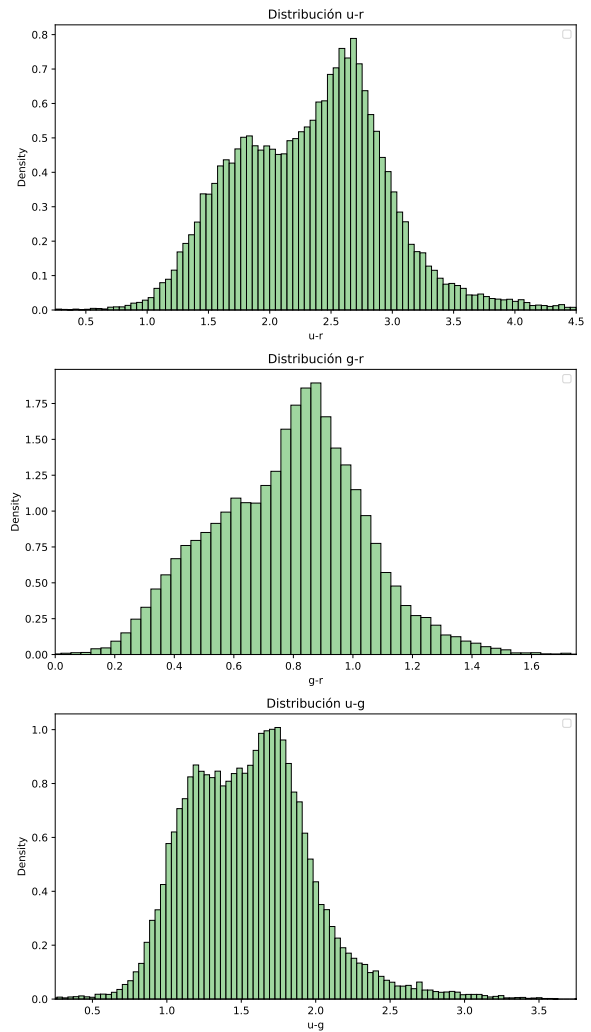 Distribución u-r
0.8
0.7
0.6
0.5
0.4
0.3
0.2
0.1
0.0
Density
0.5 1.0 1.5 2.0 2.5 3.0 3.5 4.0 4.5
u-r
Distribución g-r
1.75
1.50
1.25
1.00
0.75
0.50
0.25
0.00
Density
0.0 0.2 0.4 0.6 0.8 1.0 1.2 1.4 1.6
g-r
Distribución u-g
1.0
0.8
0.6
0.4
0.2
0.0
Density
0.5 1.0 1.5 2.0 2.5 3.0 3.5
u-g